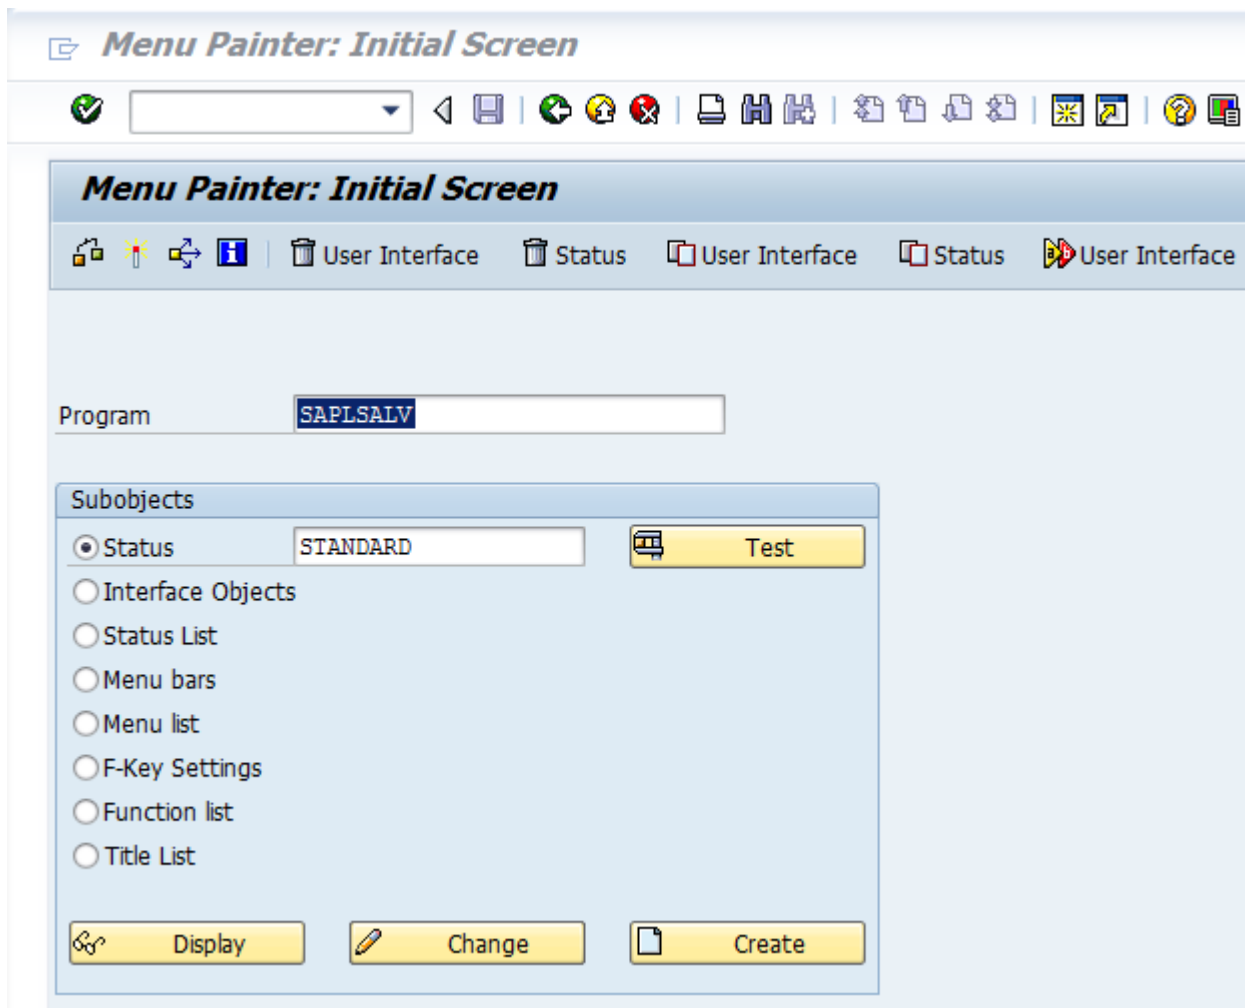 Menu Painter: Initial Screen
Menu Painter: Initial Screen
User Interface Status User Interface Status User Interface
Program SAPLSALV
Subobjects
Status STANDARD Test
Interface Objects
Status List
Menu bars
Menu list
F-Key Settings
Function list
Title List
Display Change Create